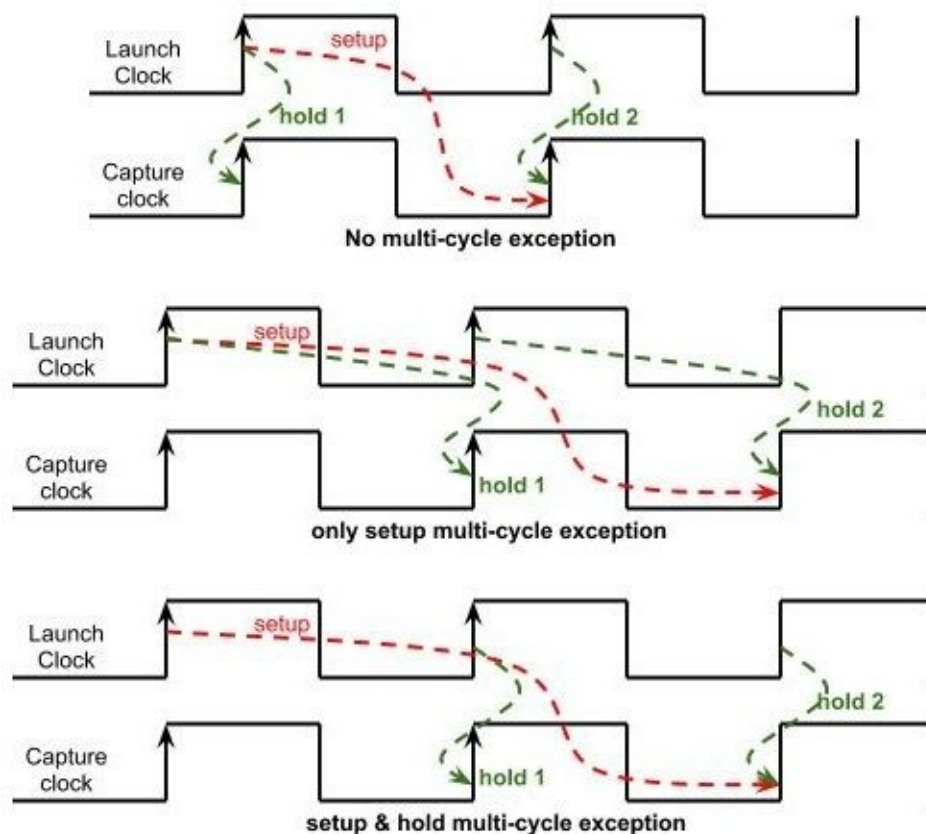 setup
Launch
Clock
hold 1
hold 2
Capture
clock
No multi-cycle exception
setup
Launch
Clock
hold 2
Capture
clock
hold 1
only setup multi-cycle exception
setup
Launch
Clock
hold 2
Capture
clock
hold 1
setup & hold multi-cycle exception